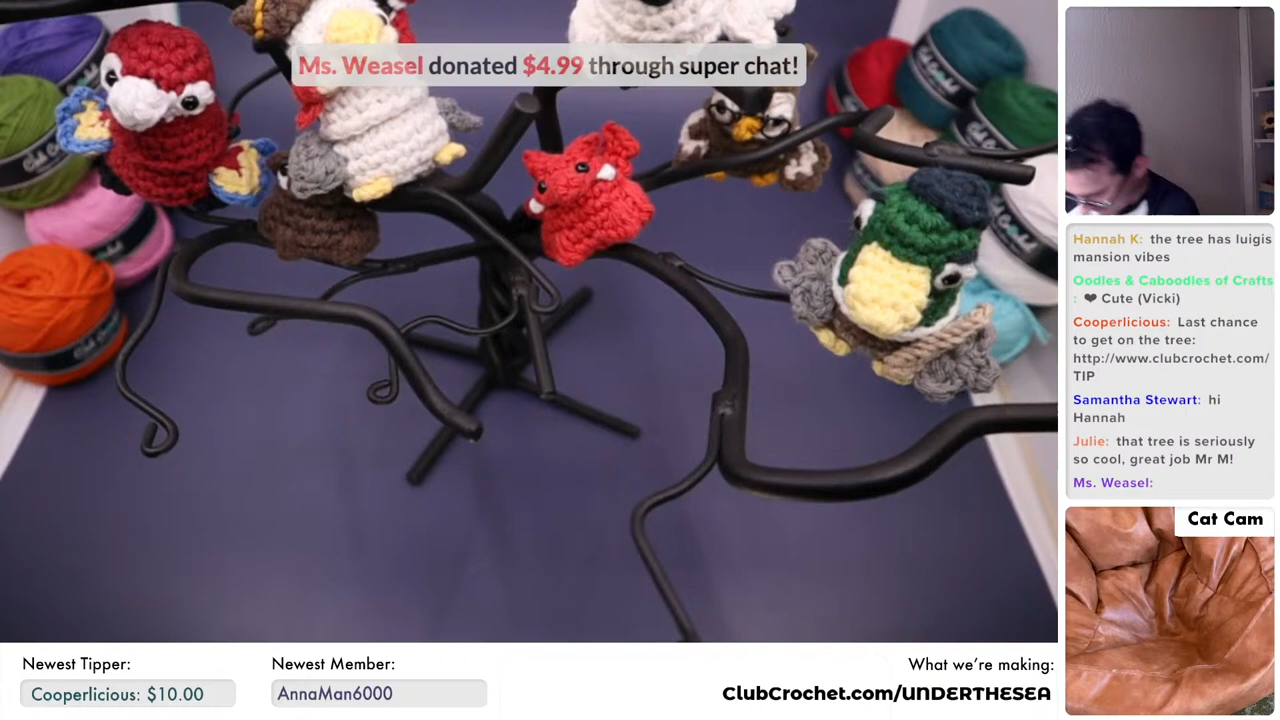 Ms. Weasel donated $4.99 through super chat!
Hannah K: the tree has luigis
mansion vibes
Oodles & Caboodles of Crafts
: ❤ Cute (Vicki)
Cooperlicious: Last chance
to get on the tree:
http://www.clubcrochet.com/
TIP
Samantha Stewart: hi
Hannah
Julie: that tree is seriously
so cool, great job Mr M!
Ms. Weasel:
Cat Cam
Newest Tipper:
Cooperlicious: $10.00
Newest Member:
AnnaMan6000
What we're making:
ClubCrochet.com/UNDERTHESEA